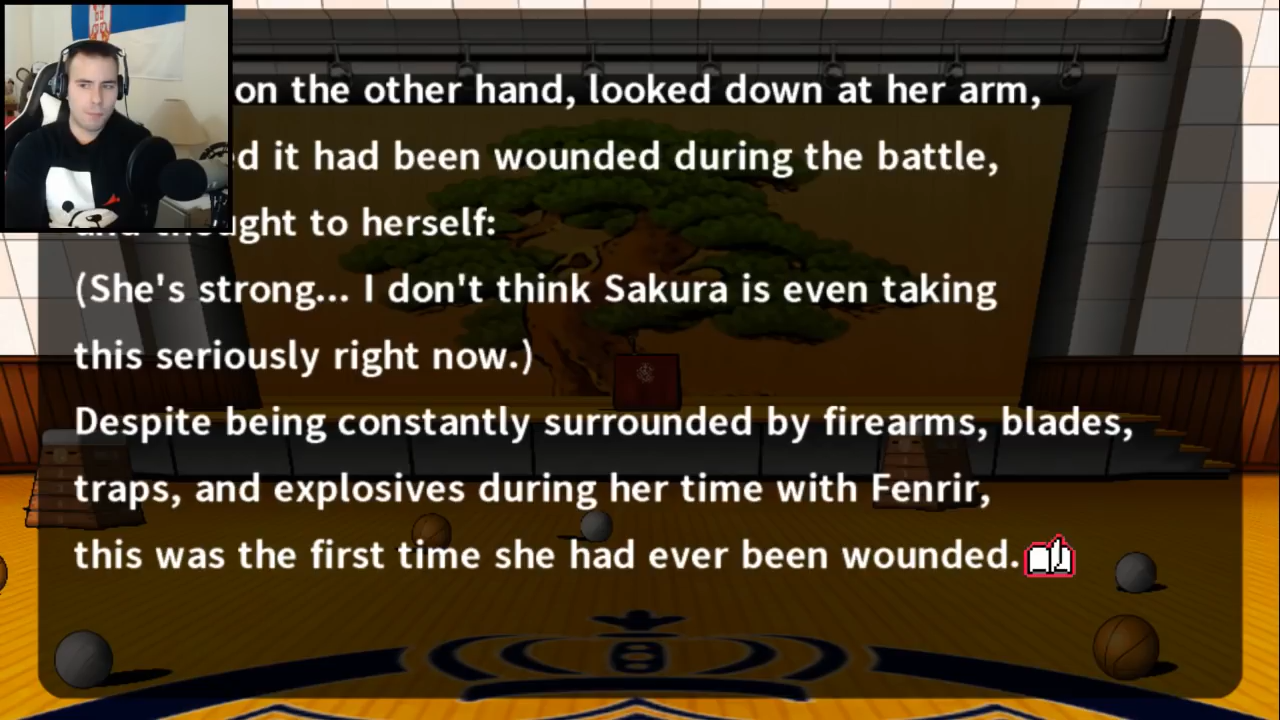 on the other hand, looked down at her arm,
it had been wounded during the battle,
to herself:
(She's strong... I don't think Sakura is even taking
this seriously right now.)
Despite being constantly surrounded by firearms, blades,
traps, and explosives during her time with Fenrir,
this was the first time she had ever been wounded.